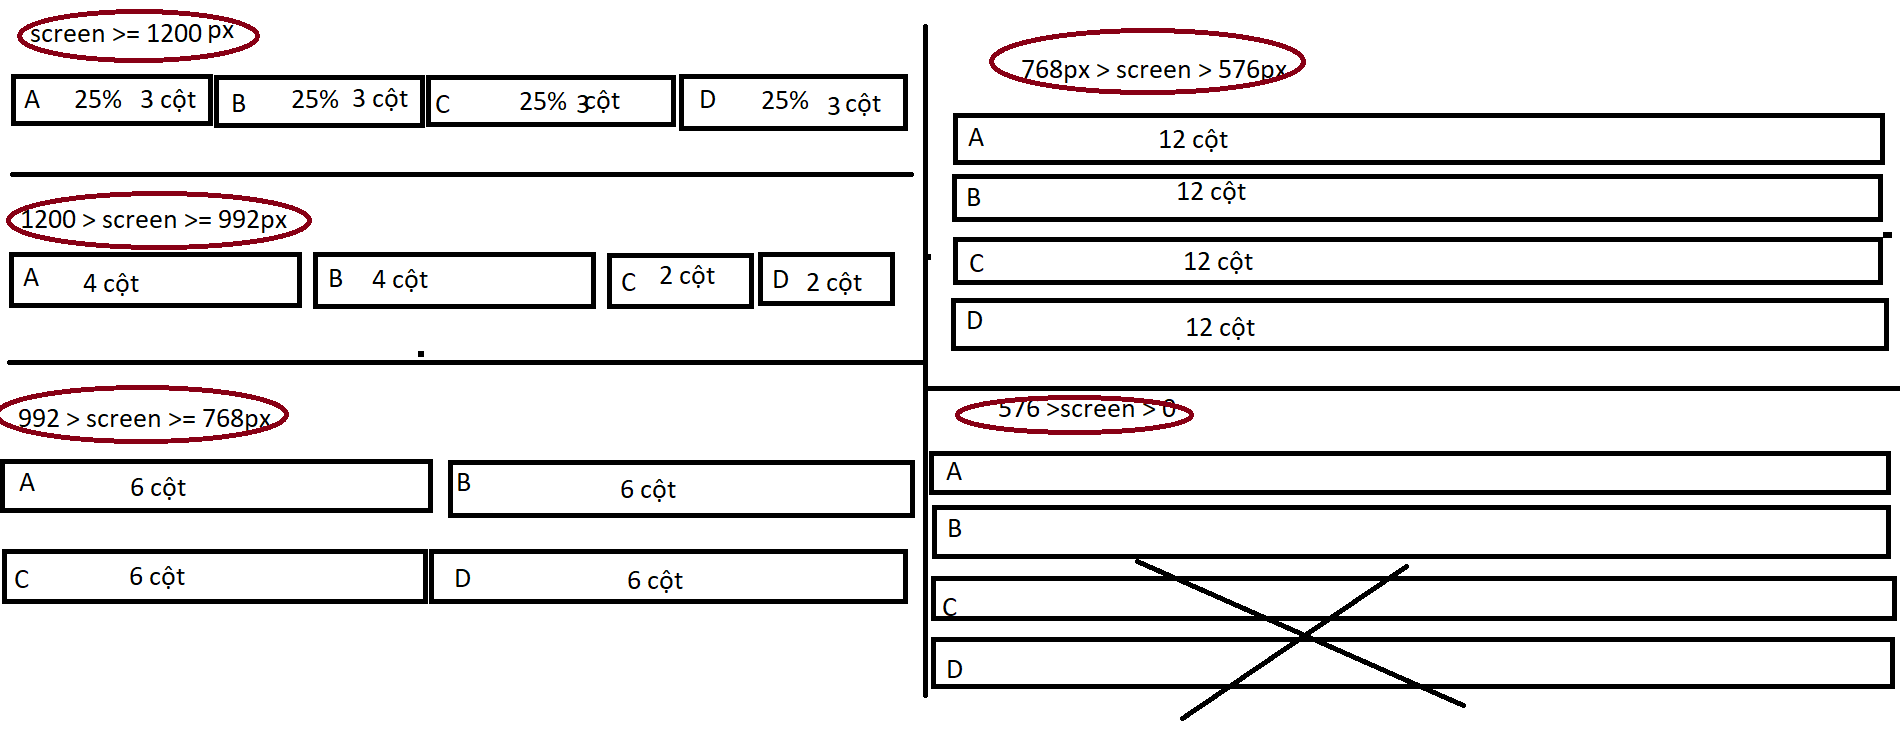 screen >= 1200 px
A 25% 3 cột B 25% 3 cột C 25% 3 cột D 25% 3 cột
1200 > screen >= 992px
A 4 cột B 4 cột C 2 cột D 2 cột
992 > screen >= 768px
A 6 cột B 6 cột
C 6 cột D 6 cột
768px > screen > 576px
A 12 cột
B 12 cột
C 12 cột
D 12 cột
576 >screen > 0
A
B
C
D